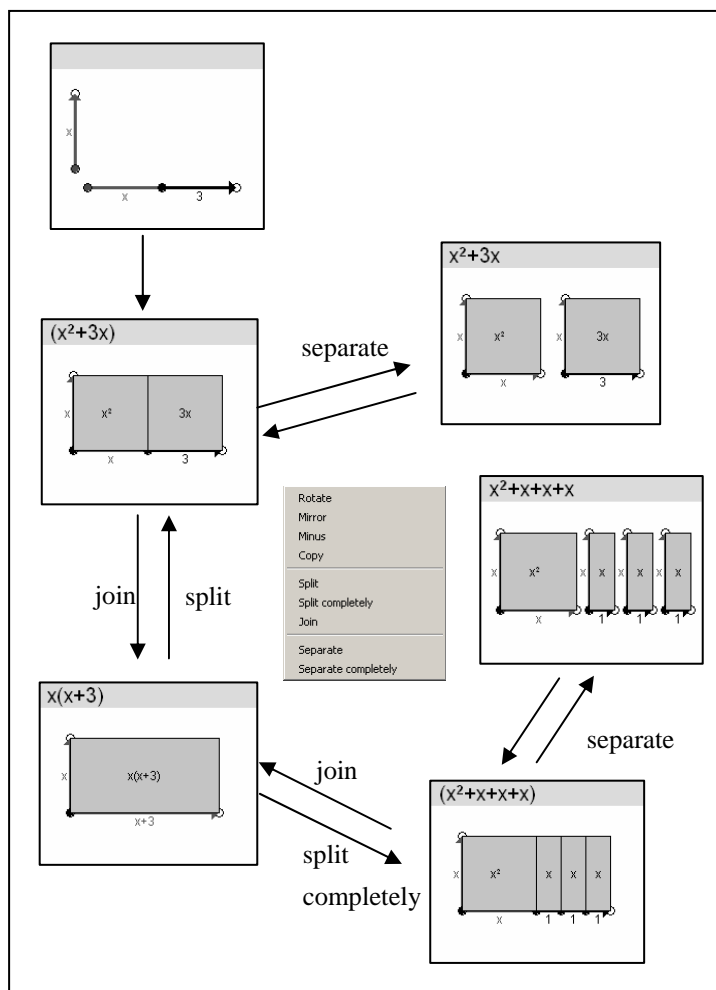 x
x 3
(x²+3x)
x x² 3x
x 3
separate
x²+3x
x x² x 3x
x 3
join split
Rotate
Mirror
Minus
Copy
Split
Split completely
Join
Separate
Separate completely
x²+x+x+x
x x² x x x x x x
x 1 1 1
separate
x(x+3)
x x(x+3)
x+3
join
split
completely
(x²+x+x+x)
x x² x x x
x 1 1 1